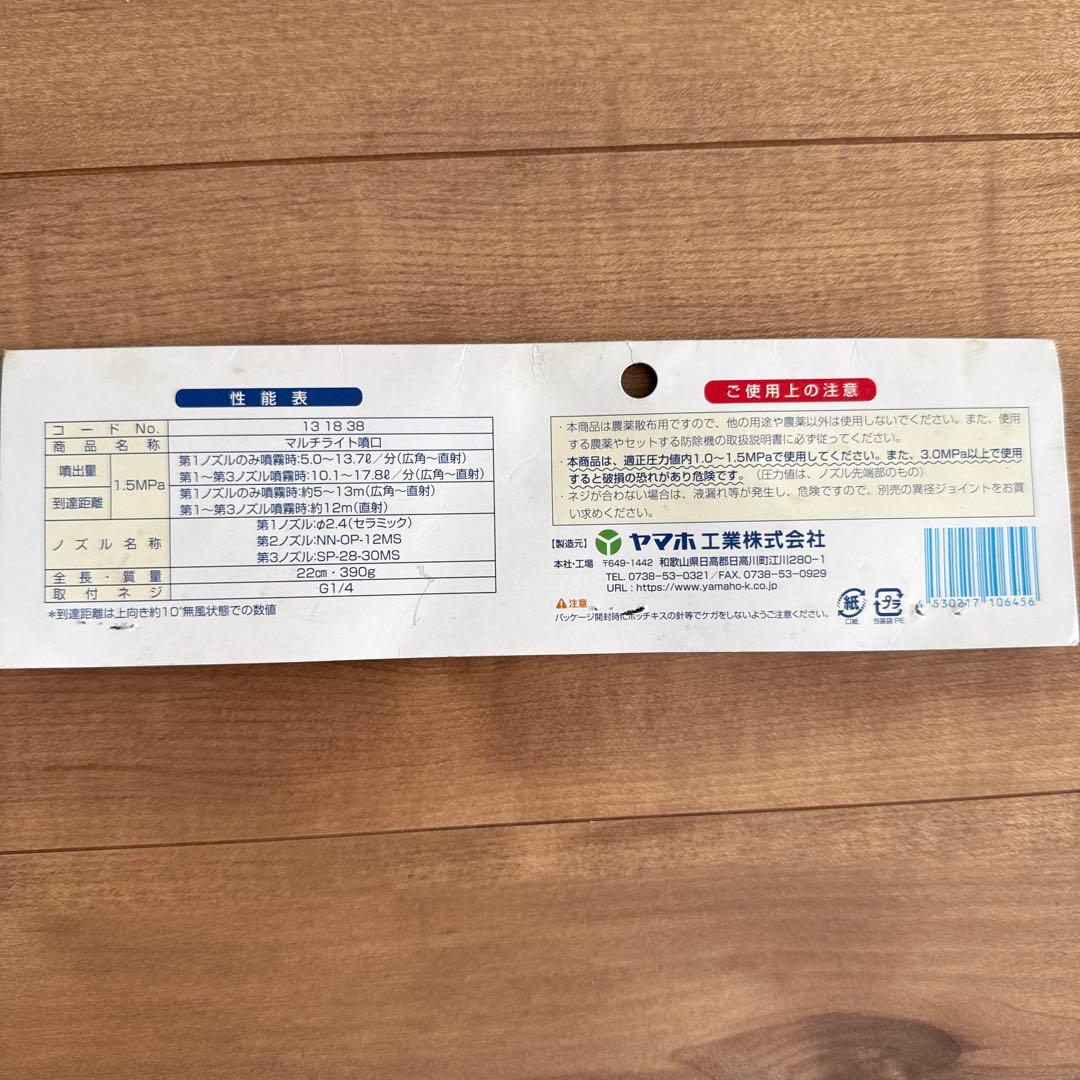 性能表
コードNo. 13 18 38
商品名称 マルチライト噴口
噴出量 1.5MPa 第1ノズルのみ噴霧時:5.0〜13.7ℓ/分(広角〜直射)
第1〜第3ノズル噴霧時:10.1〜17.8ℓ/分(広角〜直射)
到達距離 第1ノズルのみ噴霧時:約5〜13m(広角〜直射)
第1〜第3ノズル噴霧時:約12m(直射)
ノズル名称 第1ノズル:φ2.4(セラミック)
第2ノズル:NN-OP-12MS
第3ノズル:SP-28-30MS
全長・質量 22cm・390g
取付ネジ G1/4
*到達距離は上向き約10°無風状態での数値
ご使用上の注意
・本商品は農薬散布用ですので、他の用途や農薬以外は使用しないでください。また、使用
する農薬やセットする防除機の取扱説明書に必ず従ってください。
・本商品は、適正圧力値内1.0〜1.5MPaで使用してください。また、3.0MPa以上で使用
すると破損の恐れがあり危険です。(圧力値は、ノズル先端部のもの)
・ネジが合わない場合は、液漏れ等が発生し、危険ですので、別売の異径ジョイントをお買
い求めください。
【製造元】ヤマホ工業株式会社
本社・工場 〒649-1442 和歌山県日高郡日高川町江川280-1
TEL. 0738-53-0321/FAX. 0738-53-0929
URL : https://www.yamaho-k.co.jp
注意
パッケージ開封時にホッチキスの針等でケガをしないようご注意ください。
紙
口紙
プラ
包装袋:PE
4 530217 106456